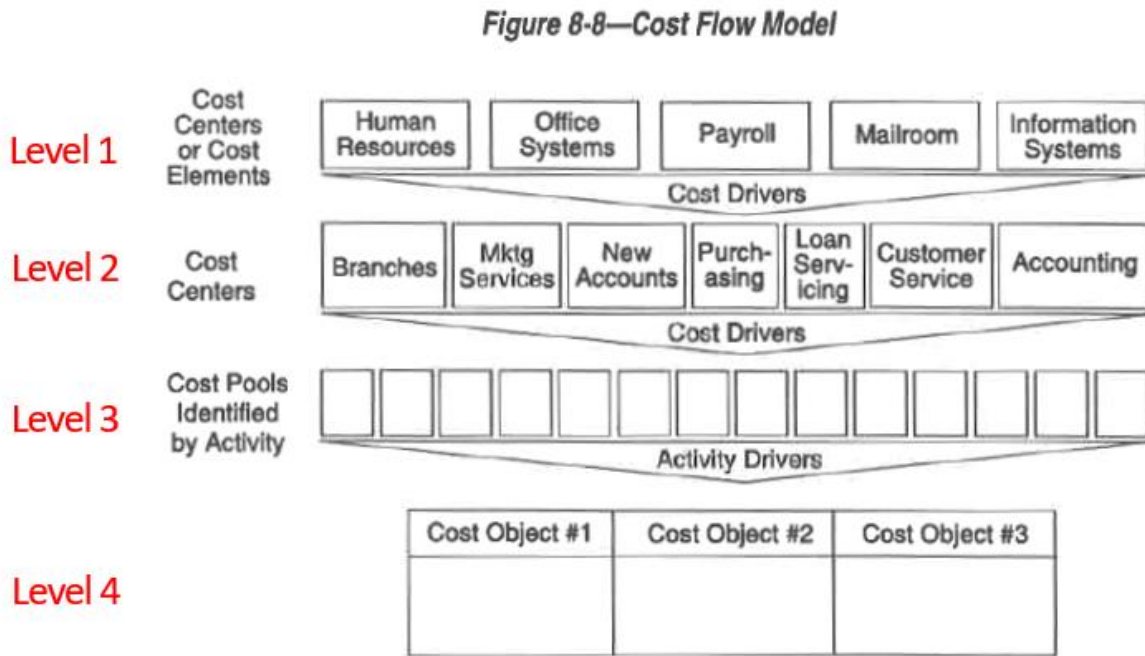 Figure 8-8—Cost Flow Model
Level 1
Cost
Centers
or Cost
Elements
Human
Resources
Office
Systems
Payroll
Mailroom
Information
Systems
Cost Drivers
Level 2
Cost
Centers
Branches
Mktg
Services
New
Accounts
Purch-
asing
Loan
Serv-
icing
Customer
Service
Accounting
Cost Drivers
Level 3
Cost Pools
Identified
by Activity
Activity Drivers
Level 4
Cost Object #1
Cost Object #2
Cost Object #3